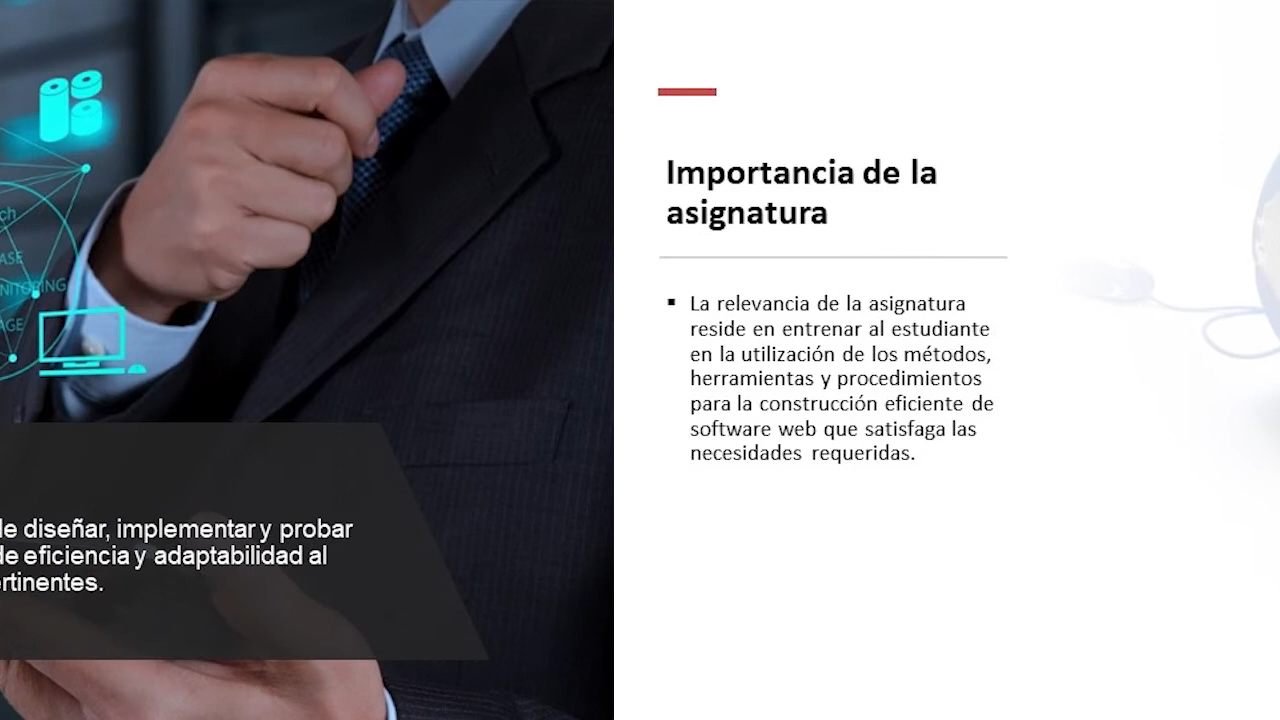 MONITORING
de diseñar, implementar y probar
de eficiencia y adaptabilidad al
Importancia de la
asignatura
▪ La relevancia de la asignatura
reside en entrenar al estudiante
en la utilización de los métodos,
herramientas y procedimientos
para la construcción eficiente de
software web que satisfaga las
necesidades requeridas.